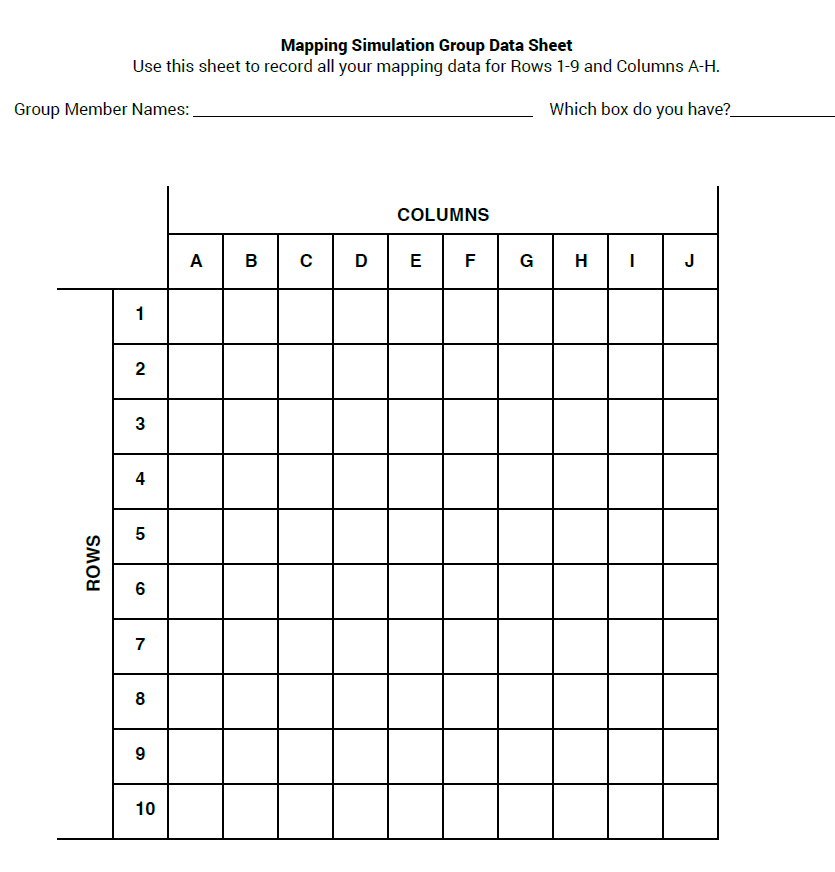 Mapping Simulation Group Data Sheet
Use this sheet to record all your mapping data for Rows 1-9 and Columns A-H.
Group Member Names: Which box do you have?
COLUMNS
A B C D E F G H I J
1
2
3
4
5
ROWS
6
7
8
9
10